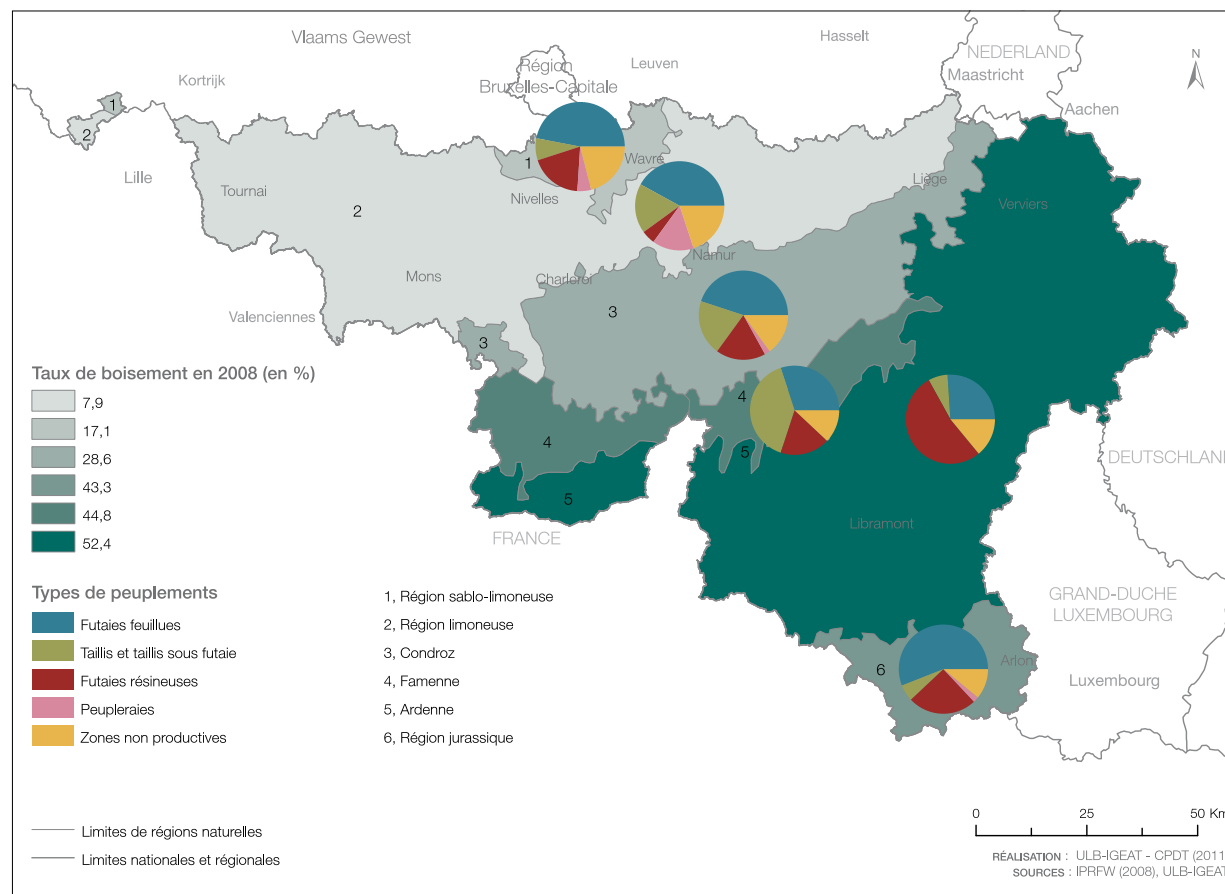 Vlaams Gewest
Hasselt
NEDERLAND
Maastricht
N
Kortrijk
Région
Bruxelles-Capitale
Leuven
Aachen
1
2
Lille
Tournai
2
1
Wavre
Nivelles
Liège
Verviers
Mons
Charleroi
Namur
Valenciennes
3
3
4
4
5
5
DEUTSCHLAND
FRANCE
Libramont
GRAND-DUCHE
LUXEMBOURG
Luxembourg
6
Arlon
Taux de boisement en 2008 (en %)
7,9
17,1
28,6
43,3
44,8
52,4
Types de peuplements
Futaies feuillues
Taillis et taillis sous futaie
Futaies résineuses
Peupleraies
Zones non productives
1, Région sablo-limoneuse
2, Région limoneuse
3, Condroz
4, Famenne
5, Ardenne
6, Région jurassique
Limites de régions naturelles
Limites nationales et régionales
0 25 50 Km
RÉALISATION : ULB-IGEAT - CPDT (2011
SOURCES : IPRFW (2008), ULB-IGEAT